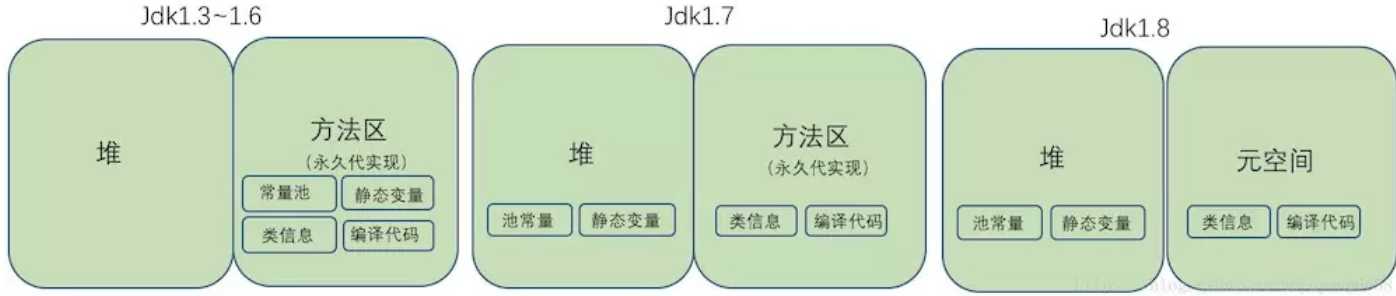 Jdk1.3~1.6
Jdk1.7
Jdk1.8
堆
方法区
(永久代实现)
常量池
静态变量
类信息
编译代码
堆
池常量
静态变量
方法区
(永久代实现)
类信息
编译代码
堆
池常量
静态变量
元空间
类信息
编译代码